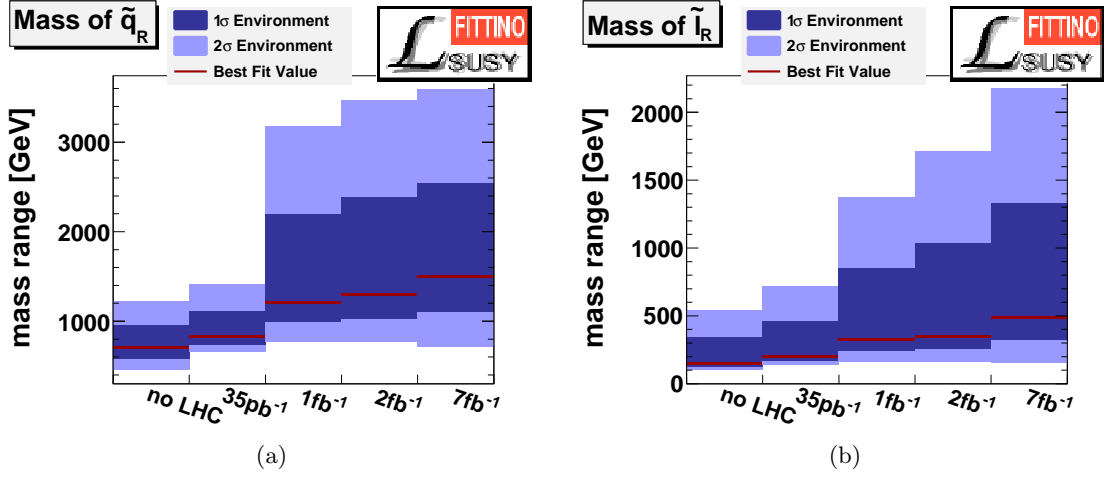 Mass of q̃_R
1σ Environment
2σ Environment
Best Fit Value
FITTINO
SUSY
mass range [GeV]
3000
2000
1000
no LHC
35pb⁻¹
1fb⁻¹
2fb⁻¹
7fb⁻¹
(a)
Mass of l̃_R
1σ Environment
2σ Environment
Best Fit Value
FITTINO
SUSY
mass range [GeV]
2000
1500
1000
500
0
no LHC
35pb⁻¹
1fb⁻¹
2fb⁻¹
7fb⁻¹
(b)